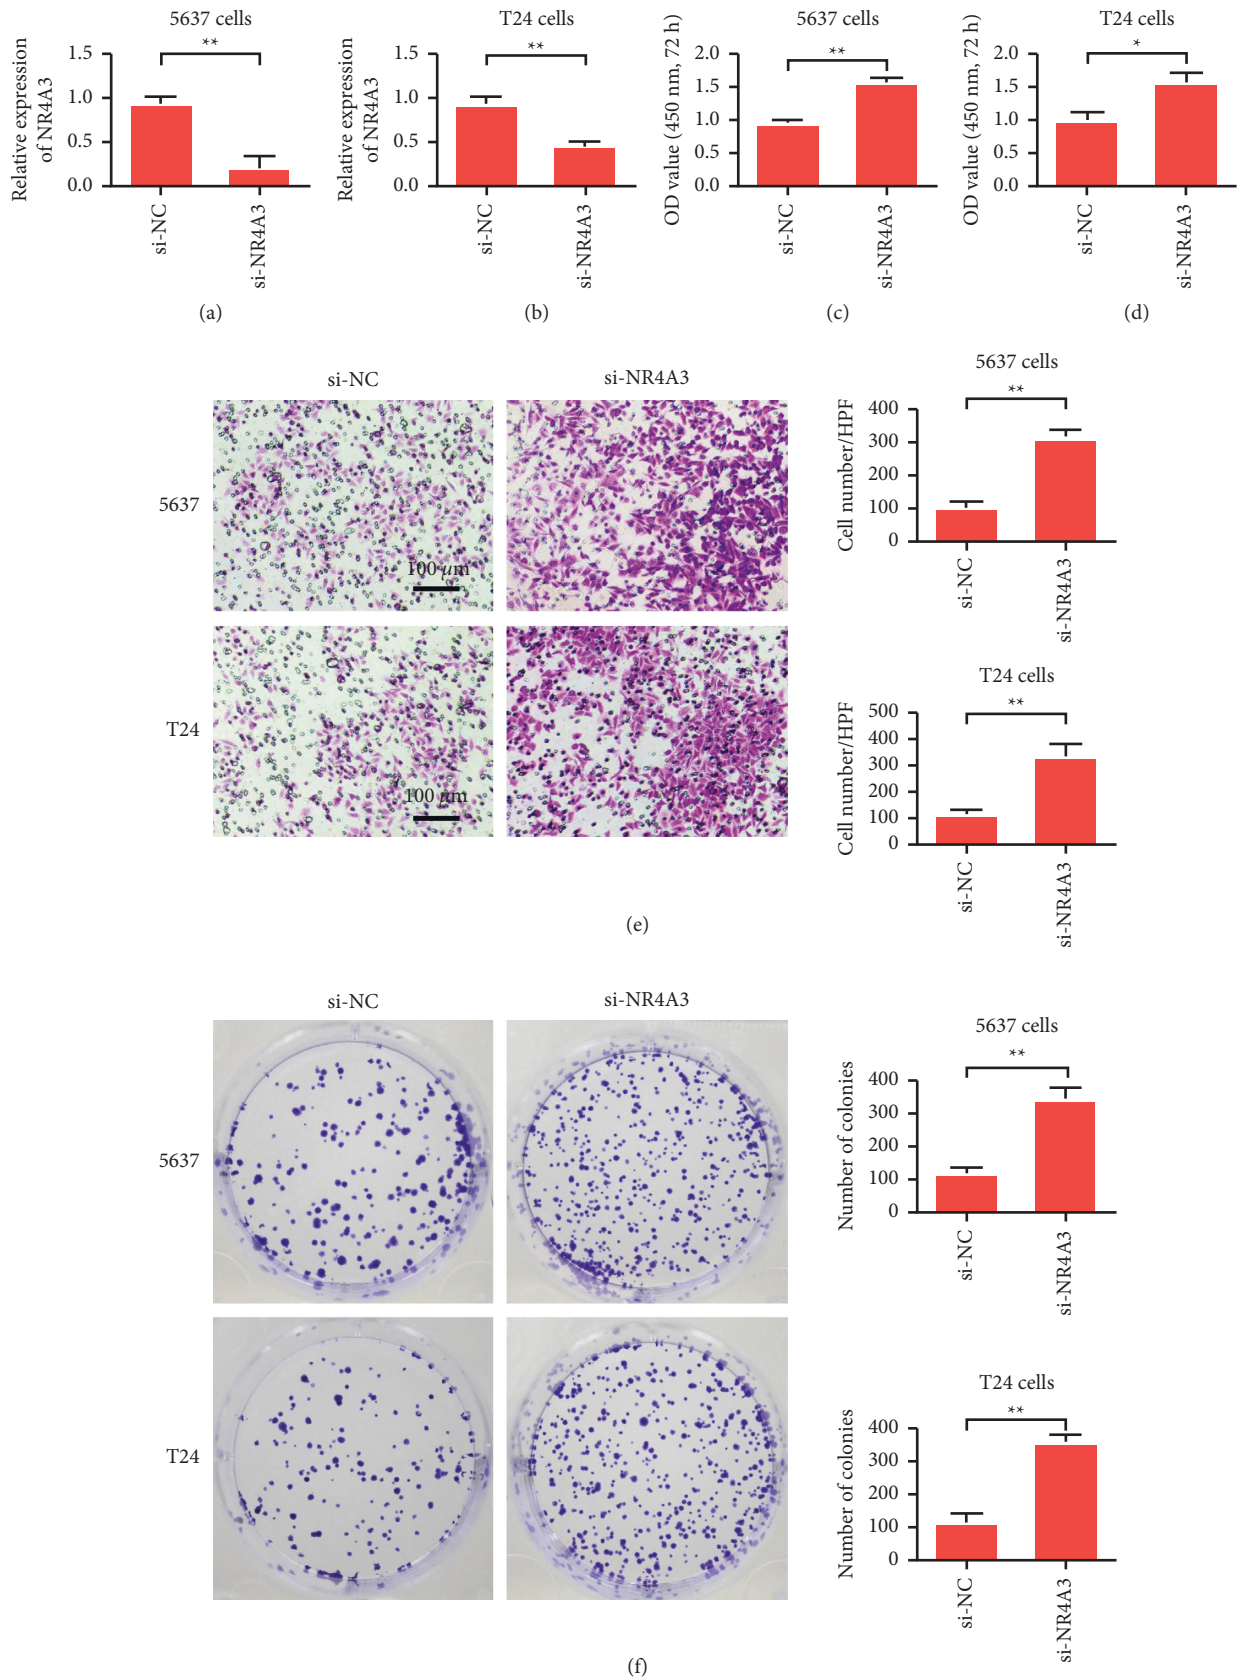 5637 cells
**
Relative expression
of NR4A3
1.5
1.0
0.5
0.0
si-NC
si-NR4A3
(a)
T24 cells
**
Relative expression
of NR4A3
1.5
1.0
0.5
0.0
si-NC
si-NR4A3
(b)
5637 cells
**
OD value (450 nm, 72 h)
2.0
1.5
1.0
0.5
0.0
si-NC
si-NR4A3
(c)
T24 cells
*
OD value (450 nm, 72 h)
2.0
1.5
1.0
0.5
0.0
si-NC
si-NR4A3
(d)
si-NC
si-NR4A3
5637
100 μm
T24
100 μm
5637 cells
**
Cell number/HPF
400
300
200
100
0
si-NC
si-NR4A3
T24 cells
**
Cell number/HPF
500
400
300
200
100
0
si-NC
si-NR4A3
(e)
si-NC
si-NR4A3
5637
T24
5637 cells
**
Number of colonies
400
300
200
100
0
si-NC
si-NR4A3
T24 cells
**
Number of colonies
400
300
200
100
0
si-NC
si-NR4A3
(f)